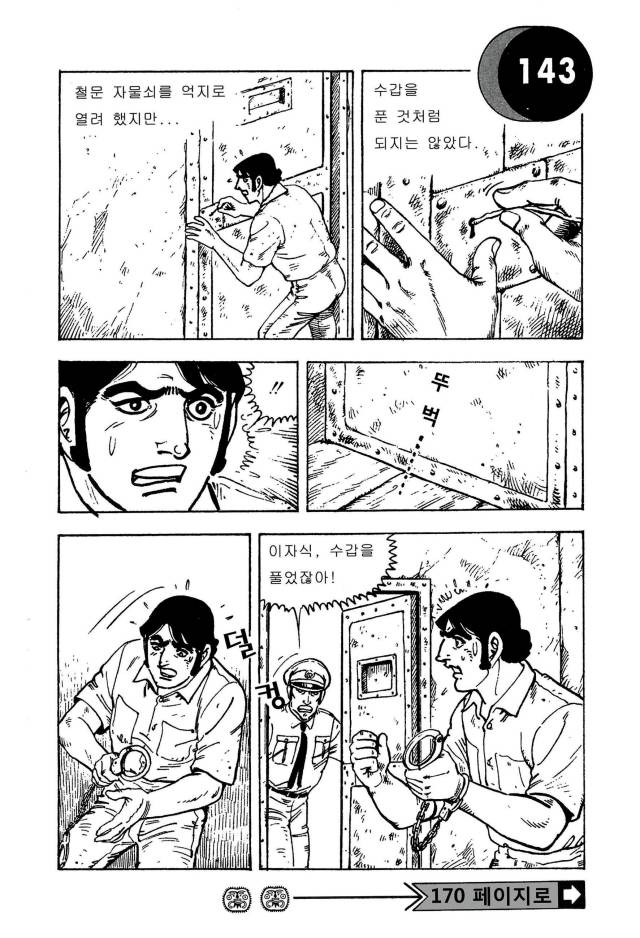 143
철문 자물쇠를 억지로
열려 했지만...
수갑을
푼 것처럼
되지는 않았다.
!!
뚜
벅
덜
컹
이자식, 수갑을
풀었잖아!
170 페이지로